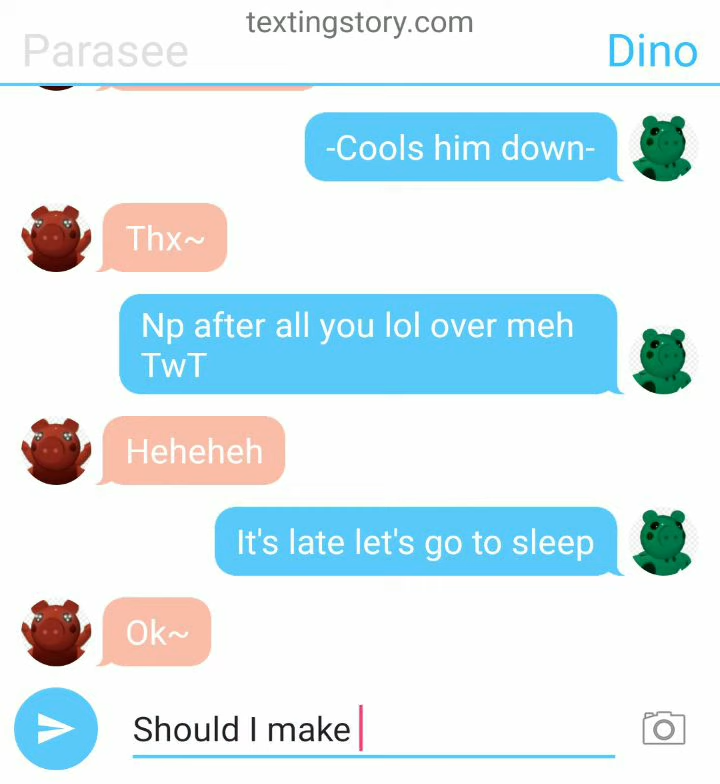 textingstory.com
Parasee
Dino
-Cools him down-
Thx~
Np after all you lol over meh
TwT
Heheheh
It's late let's go to sleep
Ok~
Should I make